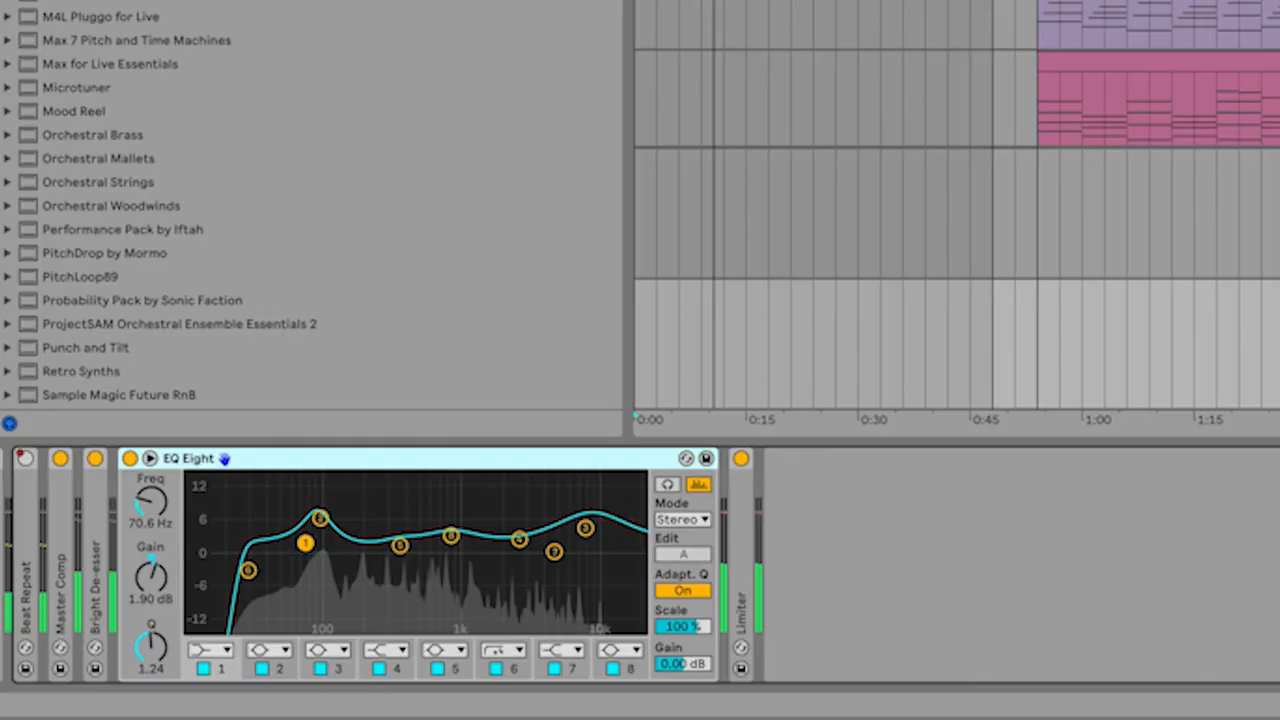 M4L Pluggo for Live
Max 7 Pitch and Time Machines
Max for Live Essentials
Microtuner
Mood Reel
Orchestral Brass
Orchestral Mallets
Orchestral Strings
Orchestral Woodwinds
Performance Pack by Iftah
PitchDrop by Mormo
PitchLoop89
Probability Pack by Sonic Faction
ProjectSAM Orchestral Ensemble Essentials 2
Punch and Tilt
Retro Synths
Sample Magic Future RnB
0:00 0:15 0:30 0:45 1:00 1:15
Beat Repeat
Master Comp
Bright De-esser
EQ Eight
Freq
70.6 Hz
Gain
1.90 dB
Q
1.24
12
6
0
-6
-12
100 1k 10k
1 2 3 4 5 6 7 8
Mode
Stereo
Edit
A
Adapt. Q
On
Scale
100 %
Gain
0.00 dB
Limiter